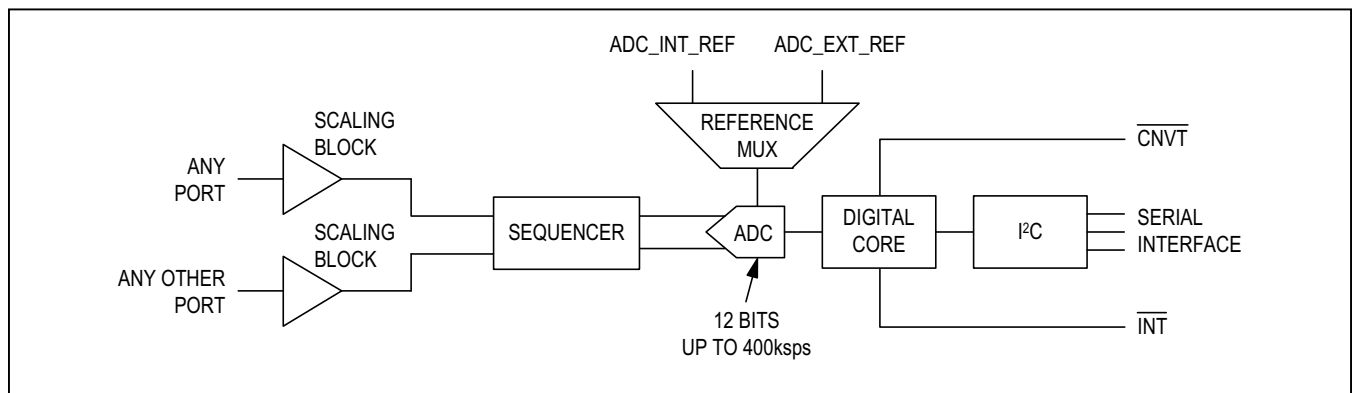 ADC_INT_REF
ADC_EXT_REF
REFERENCE
MUX
SCALING
BLOCK
ANY
PORT
SCALING
BLOCK
ANY OTHER
PORT
SEQUENCER
ADC
12 BITS
UP TO 400ksps
DIGITAL
CORE
I²C
CNVT
SERIAL
INTERFACE
INT